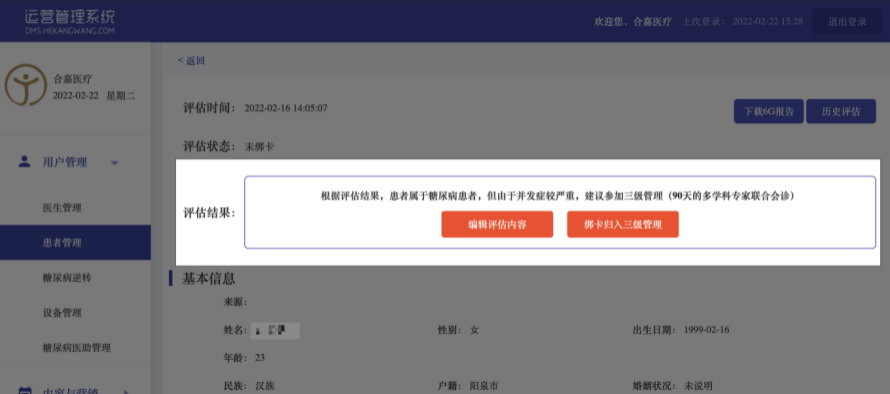 运营管理系统
DMS.HEKANGWANG.COM
欢迎您，合嘉医疗 上次登录： 2022-02-22 15:28 退出登录
合嘉医疗
2022-02-22 星期二
用户管理
医生管理
患者管理
糖尿病逆转
设备管理
糖尿病医助管理
内容与营销
< 返回
评估时间： 2022-02-16 14:05:07
下载6G报告 历史评估
评估状态： 未绑卡
评估结果：
根据评估结果，患者属于糖尿病患者，但由于并发症较严重，建议参加三级管理（90天的多学科专家联合会诊）
编辑评估内容 绑卡归入三级管理
基本信息
来源：
姓名： 性别： 女 出生日期： 1999-02-16
年龄： 23
民族： 汉族 户籍： 阳泉市 婚姻状况： 未说明